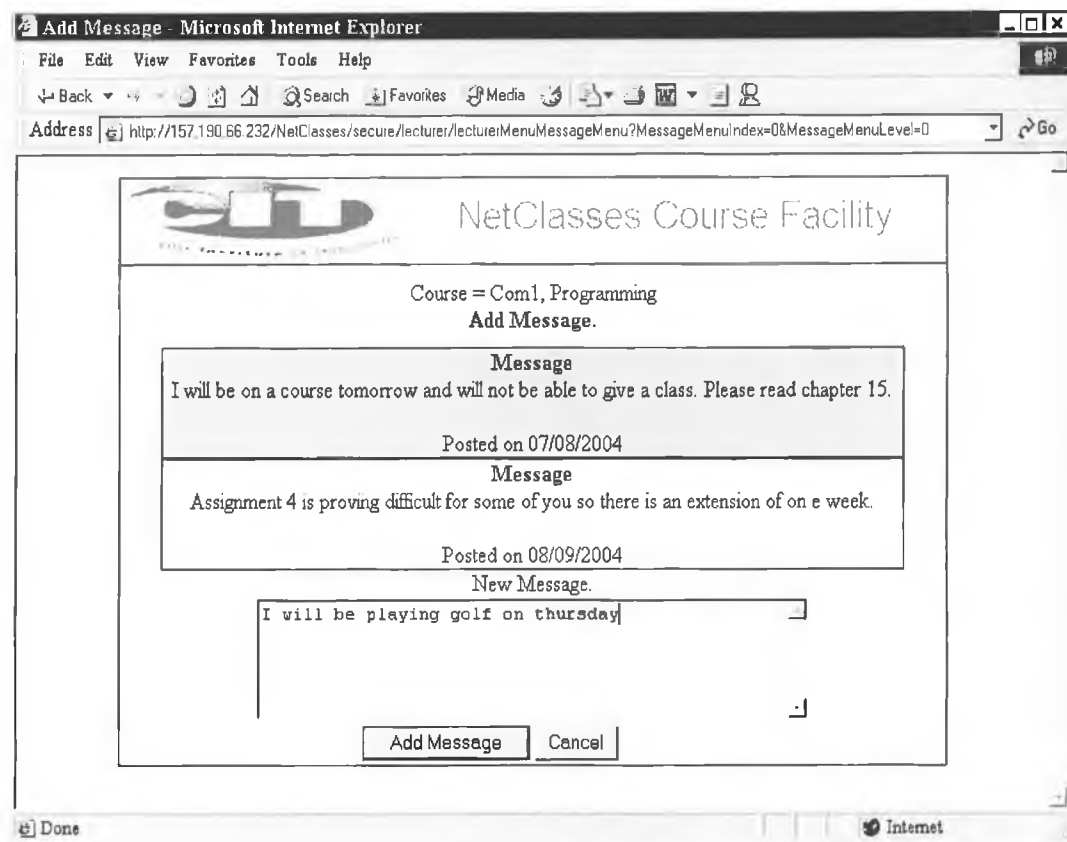 Add Message - Microsoft Internet Explorer
File Edit View Favorites Tools Help
Back Search Favorites Media
Address http://157.190.66.232/NetClasses/secure/lecturer/lecturerMenuMessageMenu?MessageMenuIndex=0&MessageMenuLevel=0 Go
NetClasses Course Facility
Course = Com1, Programming
Add Message.
Message
I will be on a course tomorrow and will not be able to give a class. Please read chapter 15.
Posted on 07/08/2004
Message
Assignment 4 is proving difficult for some of you so there is an extension of on e week.
Posted on 08/09/2004
New Message.
I will be playing golf on thursday
Add Message Cancel
Done Internet